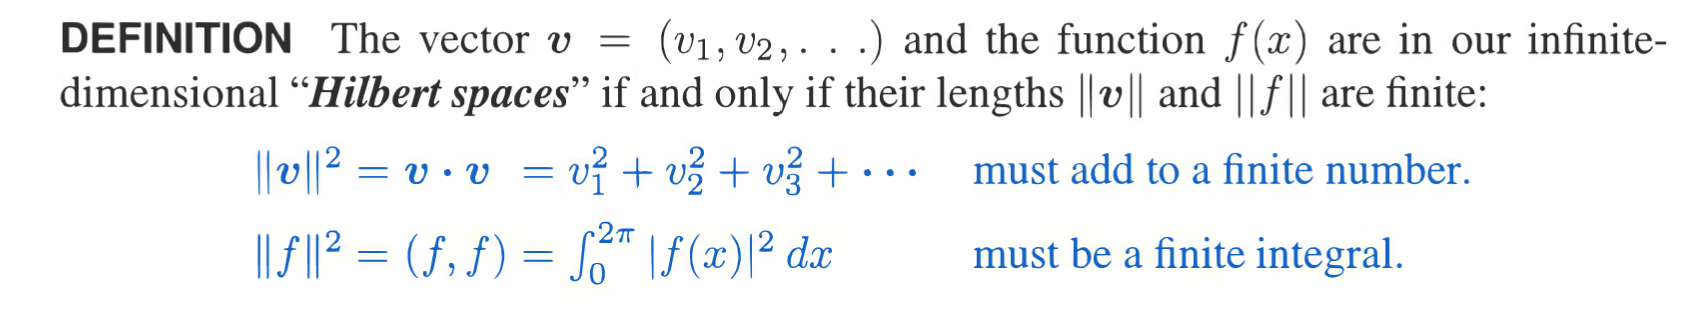 DEFINITION The vector v = (v₁, v₂, . . .) and the function f(x) are in our infinite-
dimensional “Hilbert spaces” if and only if their lengths ||v|| and ||f|| are finite:
||v||² = v · v = v₁² + v₂² + v₃² + · · · must add to a finite number.
||f||² = (f, f) = ∫₀²π |f(x)|² dx must be a finite integral.